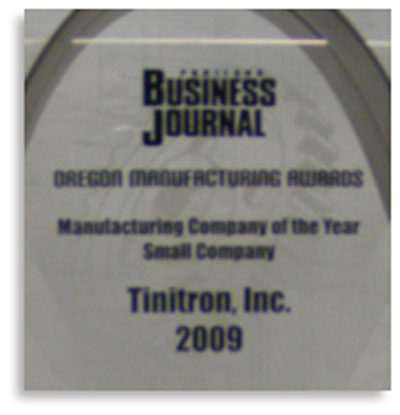 PORTLAND
BUSINESS
JOURNAL
OREGON MANUFACTURING AWARDS
Manufacturing Company of the Year
Small Company
Tinitron, Inc.
2009